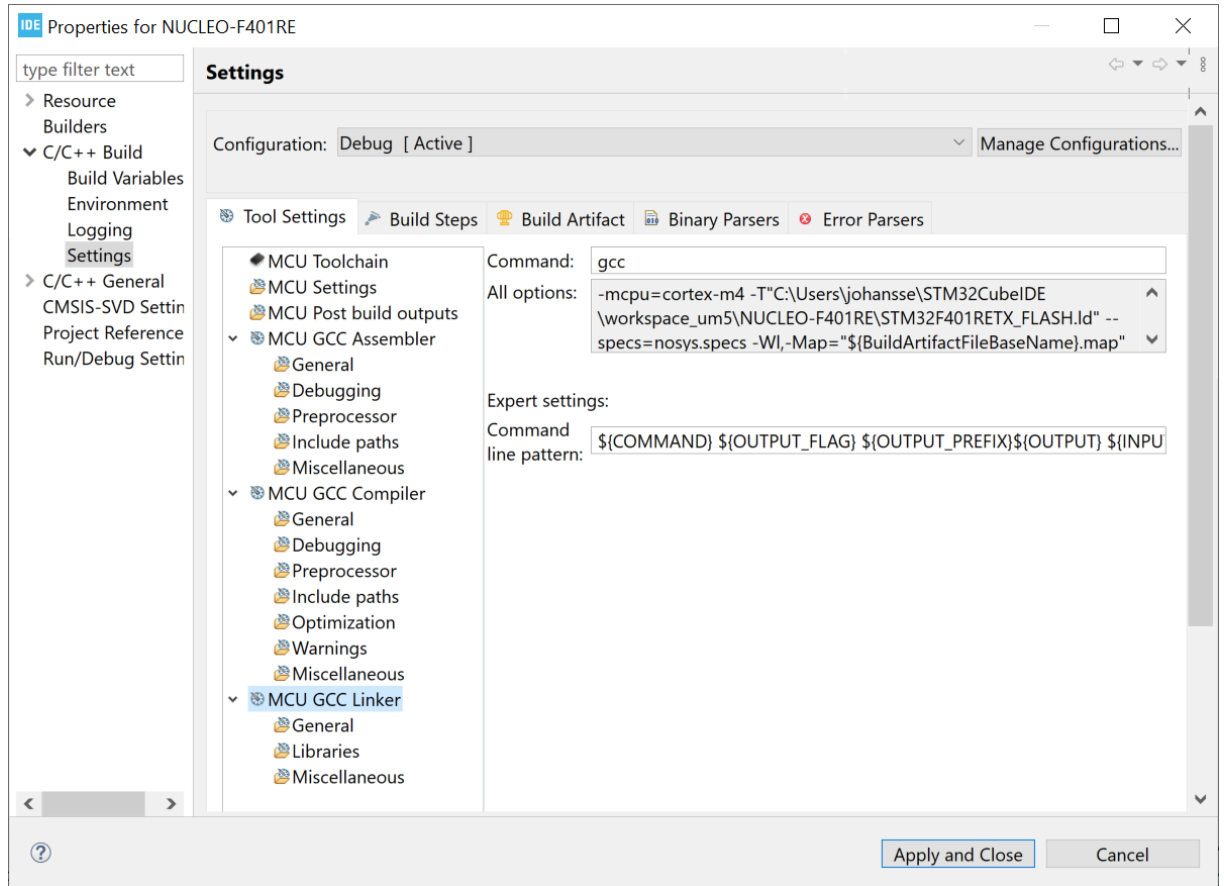 IDE Properties for NUCLEO-F401RE
type filter text
Resource
Builders
C/C++ Build
Build Variables
Environment
Logging
Settings
C/C++ General
CMSIS-SVD Settin
Project Reference
Run/Debug Settin
Settings
Configuration: Debug [ Active ] Manage Configurations...
Tool Settings Build Steps Build Artifact Binary Parsers Error Parsers
MCU Toolchain
MCU Settings
MCU Post build outputs
MCU GCC Assembler
General
Debugging
Preprocessor
Include paths
Miscellaneous
MCU GCC Compiler
General
Debugging
Preprocessor
Include paths
Optimization
Warnings
Miscellaneous
MCU GCC Linker
General
Libraries
Miscellaneous
Command: gcc
All options: -mcpu=cortex-m4 -T"C:\Users\johansse\STM32CubeIDE
\workspace_um5\NUCLEO-F401RE\STM32F401RETX_FLASH.ld" --
specs=nosys.specs -Wl,-Map="${BuildArtifactFileBaseName}.map"
Expert settings:
Command
line pattern: ${COMMAND} ${OUTPUT_FLAG} ${OUTPUT_PREFIX}${OUTPUT} ${INPU
Apply and Close Cancel